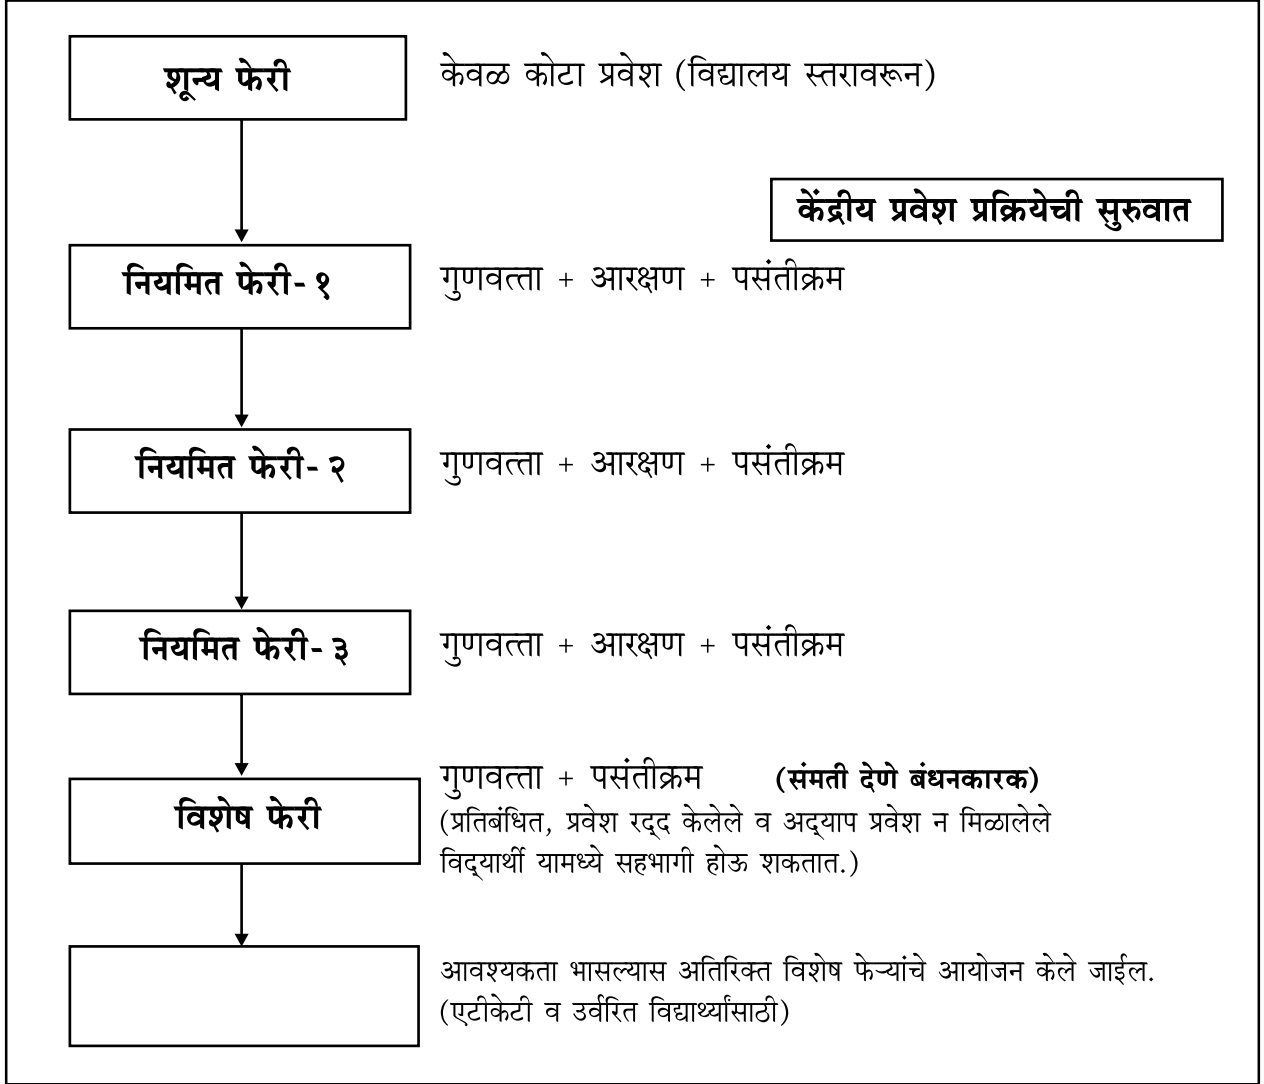 शून्य फेरी
केवळ कोटा प्रवेश (विद्यालय स्तरावरून)
केंद्रीय प्रवेश प्रक्रियेची सुरुवात
नियमित फेरी- १
गुणवत्ता + आरक्षण + पसंतीक्रम
नियमित फेरी- २
गुणवत्ता + आरक्षण + पसंतीक्रम
नियमित फेरी- ३
गुणवत्ता + आरक्षण + पसंतीक्रम
विशेष फेरी
गुणवत्ता + पसंतीक्रम (संमती देणे बंधनकारक)
(प्रतिबंधित, प्रवेश रद्‌द केलेले व अद्‌याप प्रवेश न मिळालेले
विद्‌यार्थी यामध्ये सहभागी होऊ शकतात.)
आवश्यकता भासल्यास अतिरिक्त विशेष फेऱ्यांचे आयोजन केले जाईल.
(एटीकेटी व उर्वरित विद्यार्थ्यांसाठी)